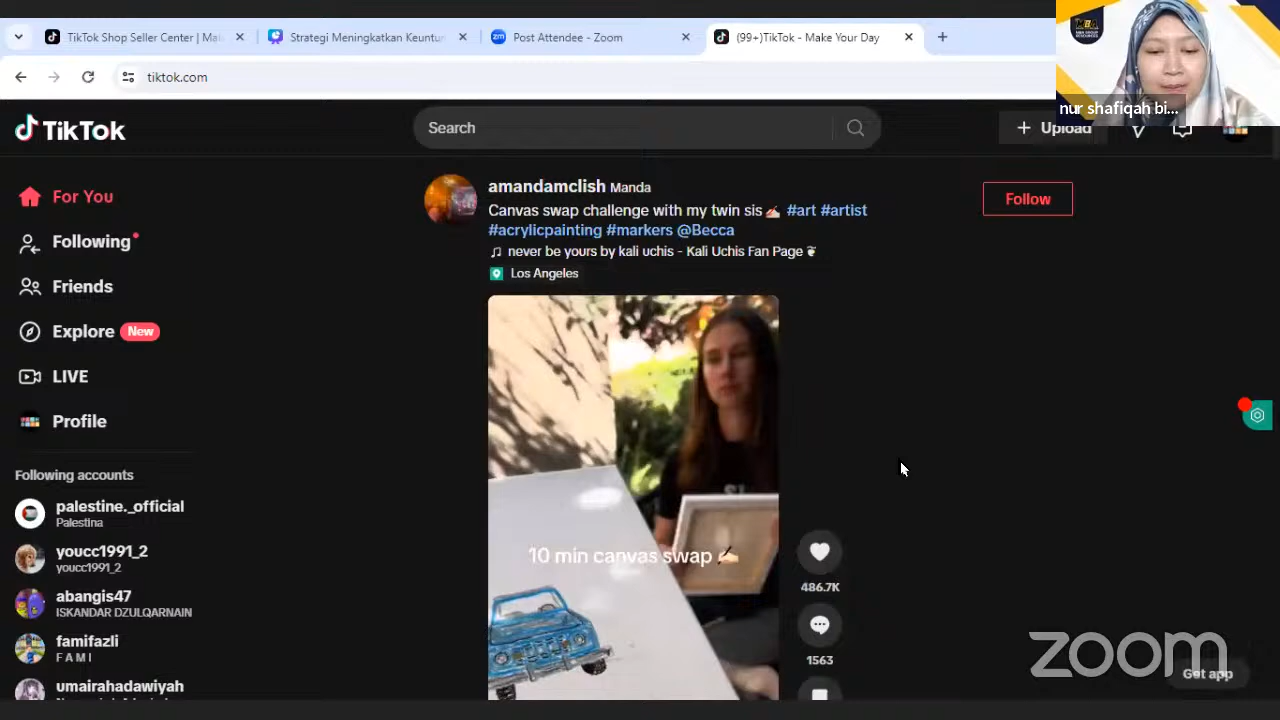 TikTok Shop Seller Center | Mal
Strategi Meningkatkan Keuntu
Post Attendee - Zoom
(99+)TikTok - Make Your Day
tiktok.com
MBA
nur shafiqah bi...
TikTok
Search
Upload
For You
Following
Friends
Explore New
LIVE
Profile
Following accounts
palestine._official
Palestina
youcc1991_2
youcc1991_2
abangis47
ISKANDAR DZULQARNAIN
famifazli
F A M I
umairahadawiyah
amandamclish Manda
Follow
Canvas swap challenge with my twin sis✍🏻 #art #artist
#acrylicpainting #markers @Becca
♫ never be yours by kali uchis - Kali Uchis Fan Page ❦
Los Angeles
10 min canvas swap ✍🏻
486.7K
1563
zoom
Get app